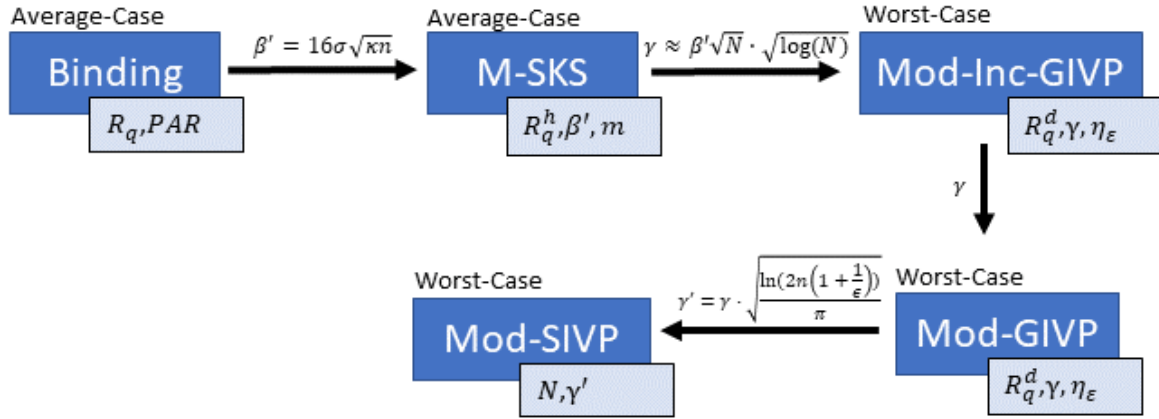 Average-Case
Binding
R_q, PAR
β′ = 16σ√κn
Average-Case
M-SKS
R_q^h, β′, m
γ ≈ β′√N · √log(N)
Worst-Case
Mod-Inc-GIVP
R_q^d, γ, η_ε
γ
Worst-Case
Mod-SIVP
N, γ′
γ′ = γ · √(ln(2n(1 + 1/ϵ))/π)
Worst-Case
Mod-GIVP
R_q^d, γ, η_ε